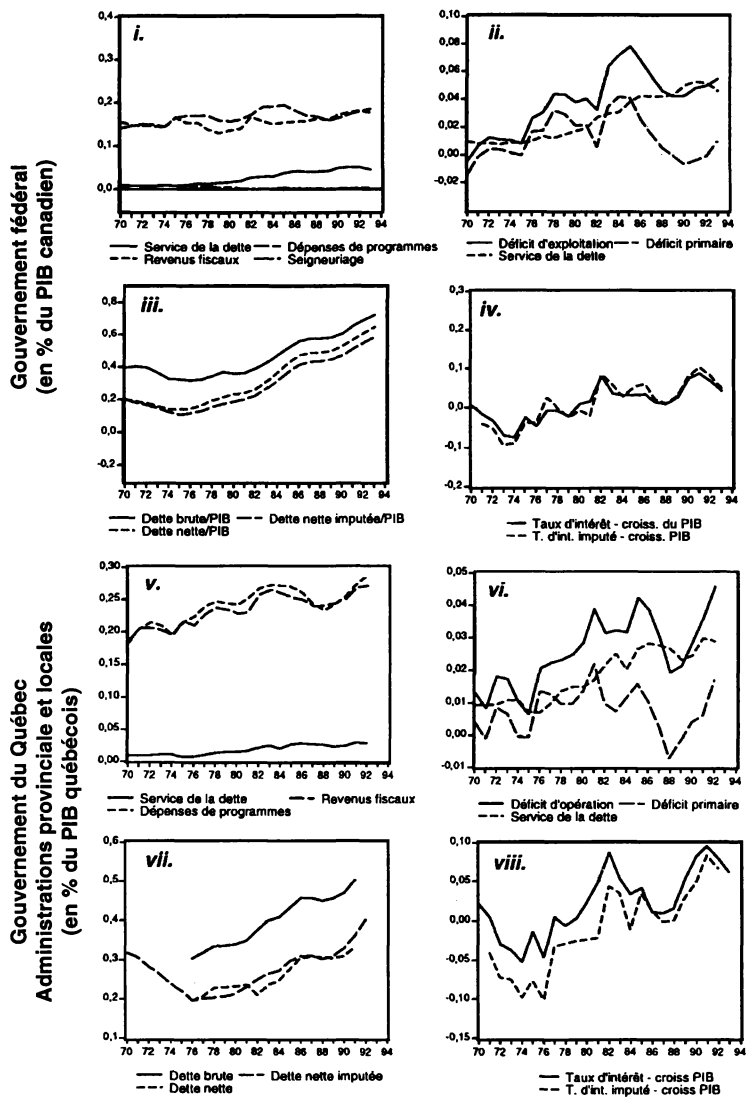 Gouvernement fédéral
(en % du PIB canadien)
i.
0,4
0,3
0,2
0,1
0,0
70 72 74 76 78 80 82 84 86 88 90 92 94
Service de la dette
Dépenses de programmes
Revenus fiscaux
Seigneuriage
ii.
0,10
0,08
0,06
0,04
0,02
0,00
-0,02
70 72 74 76 78 80 82 84 86 88 90 92 94
Déficit d'exploitation
Déficit primaire
Service de la dette
iii.
0,8
0,6
0,4
0,2
0,0
-0,2
70 72 74 76 78 80 82 84 86 88 90 92 94
Dette brute/PIB
Dette nette imputée/PIB
Dette nette/PIB
iv.
0,3
0,2
0,1
0,0
-0,1
-0,2
70 72 74 76 78 80 82 84 86 88 90 92 94
Taux d'intérêt - croiss. du PIB
T. d'int. imputé - croiss. PIB
Gouvernement du Québec
Administrations provinciale et locales
(en % du PIB québécois)
v.
0,30
0,25
0,20
0,15
0,10
0,05
0,00
70 72 74 76 78 80 82 84 86 88 90 92 94
Service de la dette
Revenus fiscaux
Dépenses de programmes
vi.
0,05
0,04
0,03
0,02
0,01
0,00
-0,01
70 72 74 76 78 80 82 84 86 88 90 92 94
Déficit d'opération
Déficit primaire
Service de la dette
vii.
0,6
0,5
0,4
0,3
0,2
0,1
70 72 74 76 78 80 82 84 86 88 90 92 94
Dette brute
Dette nette imputée
Dette nette
viii.
0,10
0,05
0,00
-0,05
-0,10
-0,15
70 72 74 76 78 80 82 84 86 88 90 92 94
Taux d'intérêt - croiss PIB
T. d'int. imputé - croiss PIB